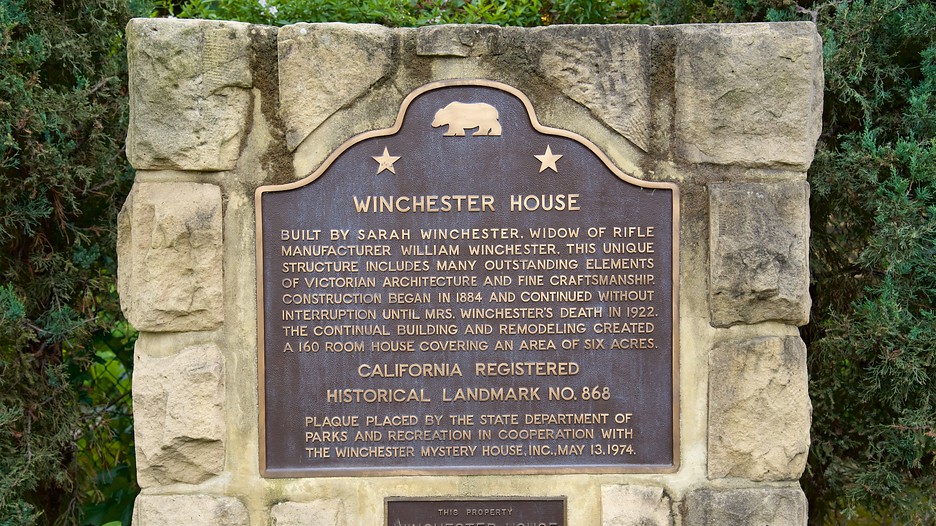 WINCHESTER HOUSE
BUILT BY SARAH WINCHESTER, WIDOW OF RIFLE
MANUFACTURER WILLIAM WINCHESTER. THIS UNIQUE
STRUCTURE INCLUDES MANY OUTSTANDING ELEMENTS
OF VICTORIAN ARCHITECTURE AND FINE CRAFTSMANSHIP.
CONSTRUCTION BEGAN IN 1884 AND CONTINUED WITHOUT
INTERRUPTION UNTIL MRS. WINCHESTER'S DEATH IN 1922.
THE CONTINUAL BUILDING AND REMODELING CREATED
A 160 ROOM HOUSE COVERING AN AREA OF SIX ACRES.
CALIFORNIA REGISTERED
HISTORICAL LANDMARK NO. 868
PLAQUE PLACED BY THE STATE DEPARTMENT OF
PARKS AND RECREATION IN COOPERATION WITH
THE WINCHESTER MYSTERY HOUSE, INC., MAY 13, 1974.
THIS PROPERTY
WINCHESTER HOUSE